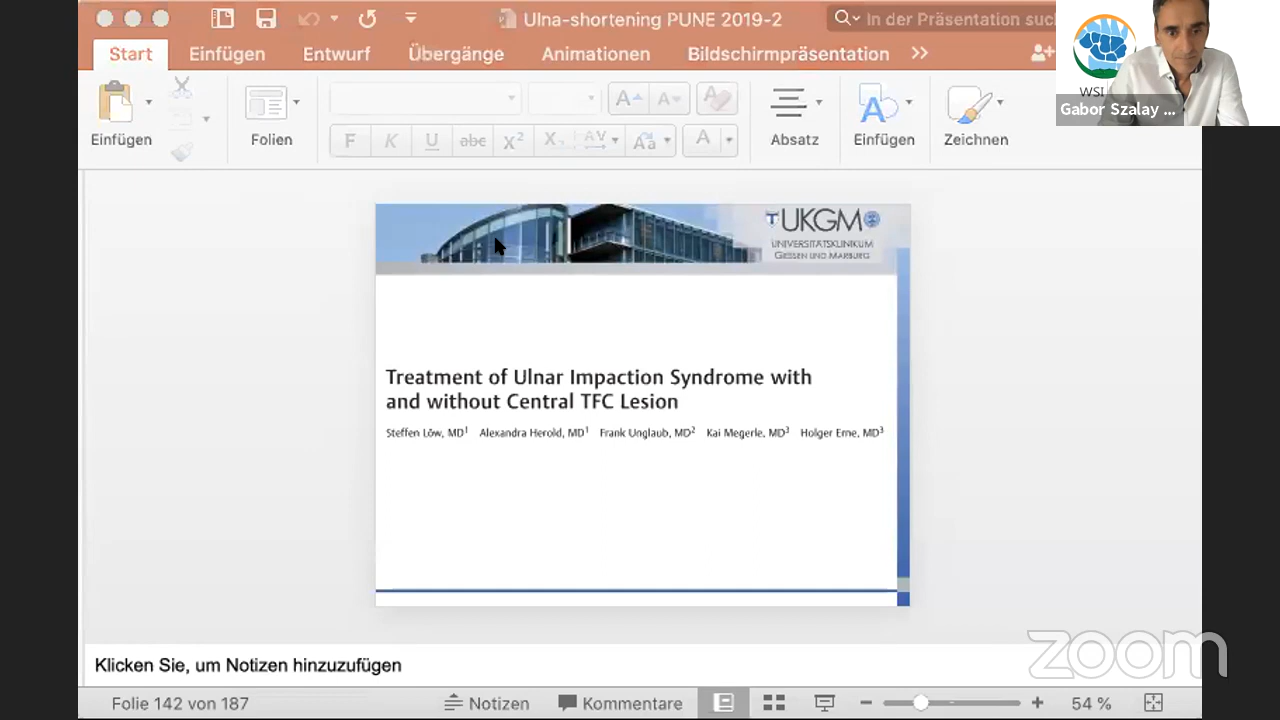 Ulna-shortening PUNE 2019-2
In der Präsentation suc
Start Einfügen Entwurf Übergänge Animationen Bildschirmpräsentation
WSI
Gabor Szalay ...
Einfügen Folien Absatz Einfügen Zeichnen
UKGM
UNIVERSITÄTSKLINIKUM
GIESSEN UND MARBURG
Treatment of Ulnar Impaction Syndrome with
and without Central TFC Lesion
Steffen Löw, MD¹ Alexandra Herold, MD¹ Frank Unglaub, MD² Kai Megerle, MD³ Holger Erne, MD³
Klicken Sie, um Notizen hinzuzufügen
zoom
Folie 142 von 187 Notizen Kommentare 54 %